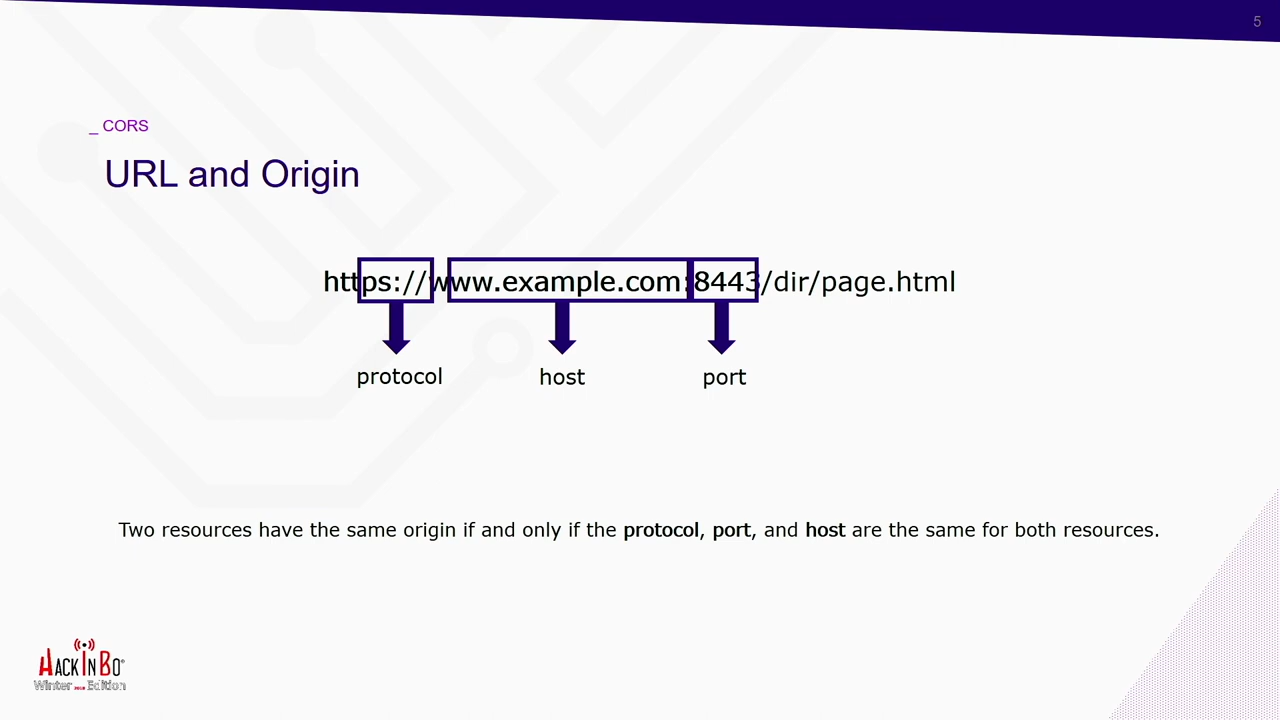 5
_ CORS
URL and Origin
https://www.example.com:8443/dir/page.html
protocol host port
Two resources have the same origin if and only if the protocol, port, and host are the same for both resources.
HACKINBO®
Winter Edition